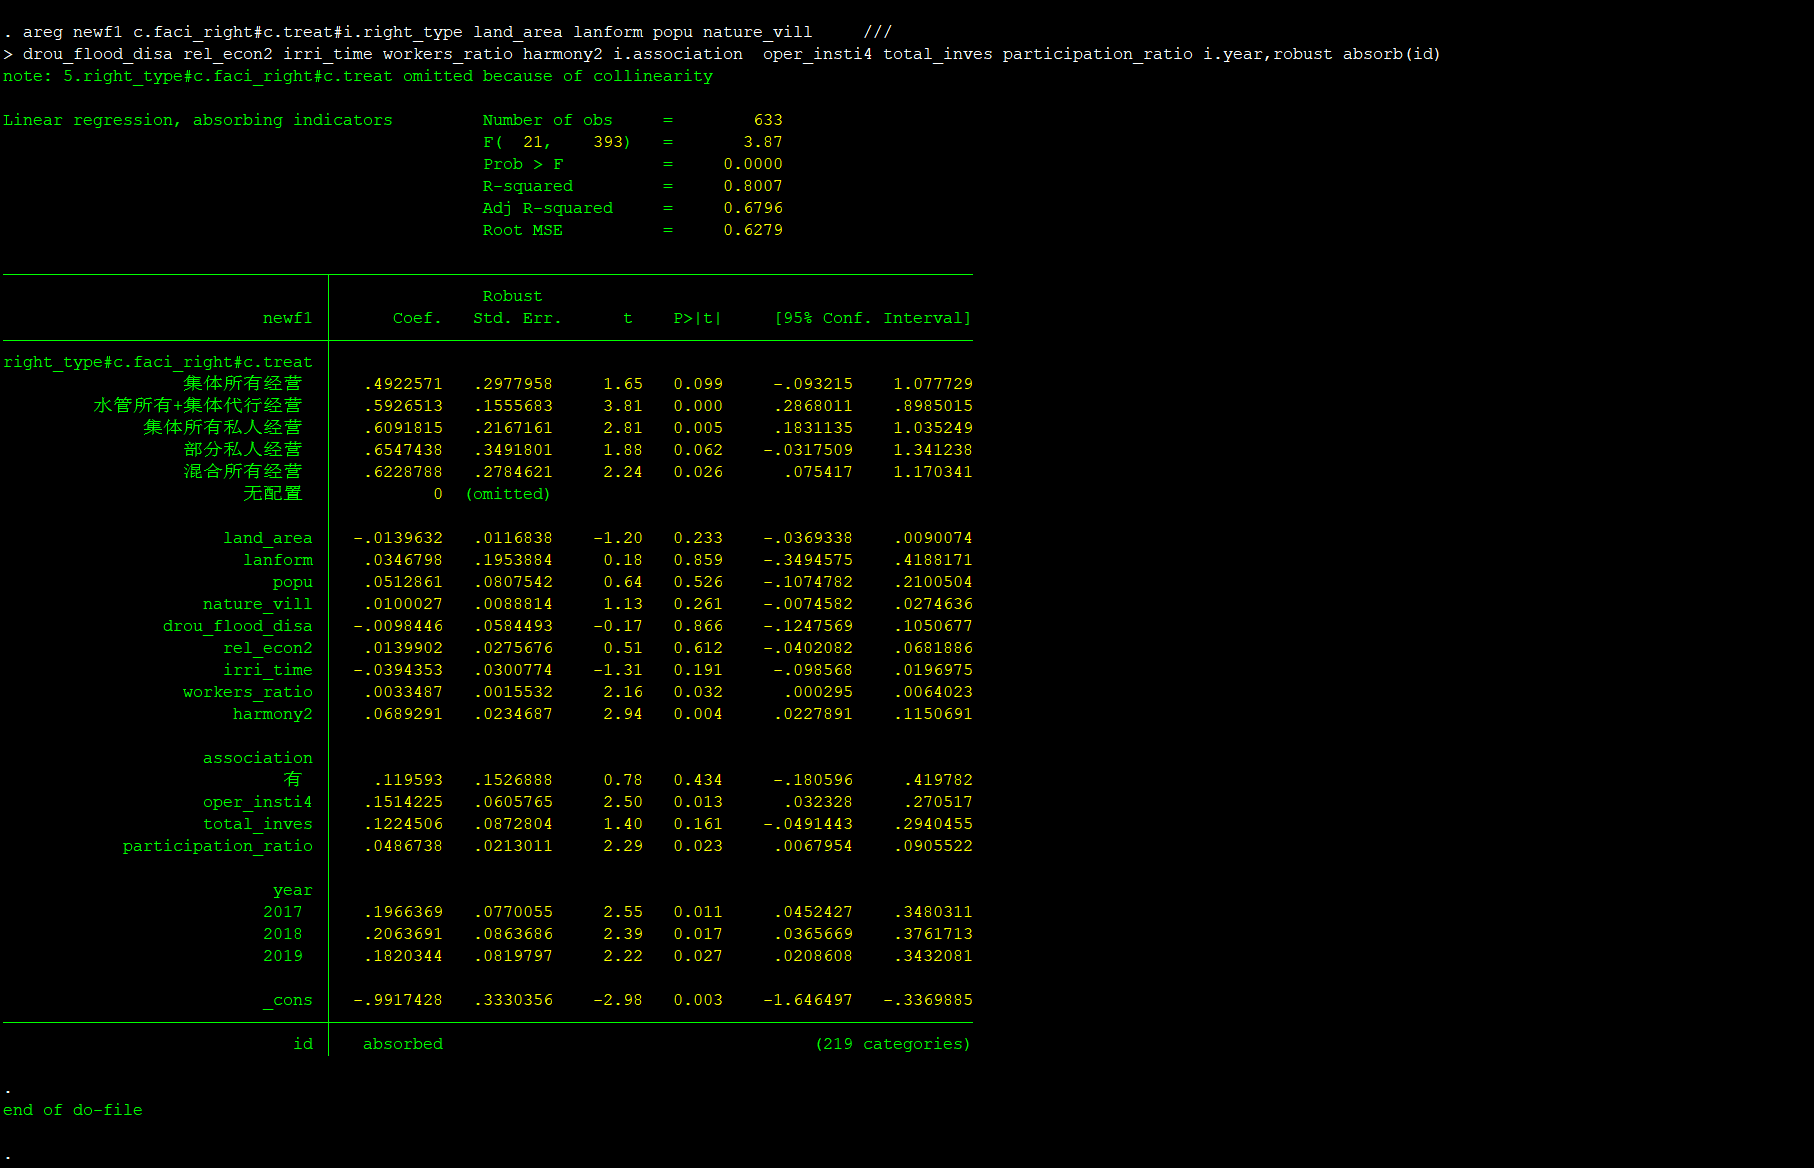 . areg newf1 c.faci_right#c.treat#i.right_type land_area lanform popu nature_vill     ///
> drou_flood_disa rel_econ2 irri_time workers_ratio harmony2 i.association  oper_insti4 total_inves participation_ratio i.year,robust absorb(id)
note: 5.right_type#c.faci_right#c.treat omitted because of collinearity
Linear regression, absorbing indicators Number of obs = 633
F( 21, 393) = 3.87
Prob > F = 0.0000
R-squared = 0.8007
Adj R-squared = 0.6796
Root MSE = 0.6279
Robust
newf1 Coef. Std. Err. t P>|t| [95% Conf. Interval]
right_type#c.faci_right#c.treat
集体所有经营 .4922571 .2977958 1.65 0.099 -.093215 1.077729
水管所有+集体代行经营 .5926513 .1555683 3.81 0.000 .2868011 .8985015
集体所有私人经营 .6091815 .2167161 2.81 0.005 .1831135 1.035249
部分私人经营 .6547438 .3491801 1.88 0.062 -.0317509 1.341238
混合所有经营 .6228788 .2784621 2.24 0.026 .075417 1.170341
无配置 0 (omitted)
land_area -.0139632 .0116838 -1.20 0.233 -.0369338 .0090074
lanform .0346798 .1953884 0.18 0.859 -.3494575 .4188171
popu .0512861 .0807542 0.64 0.526 -.1074782 .2100504
nature_vill .0100027 .0088814 1.13 0.261 -.0074582 .0274636
drou_flood_disa -.0098446 .0584493 -0.17 0.866 -.1247569 .1050677
rel_econ2 .0139902 .0275676 0.51 0.612 -.0402082 .0681886
irri_time -.0394353 .0300774 -1.31 0.191 -.098568 .0196975
workers_ratio .0033487 .0015532 2.16 0.032 .000295 .0064023
harmony2 .0689291 .0234687 2.94 0.004 .0227891 .1150691
association
有 .119593 .1526888 0.78 0.434 -.180596 .419782
oper_insti4 .1514225 .0605765 2.50 0.013 .032328 .270517
total_inves .1224506 .0872804 1.40 0.161 -.0491443 .2940455
participation_ratio .0486738 .0213011 2.29 0.023 .0067954 .0905522
year
2017 .1966369 .0770055 2.55 0.011 .0452427 .3480311
2018 .2063691 .0863686 2.39 0.017 .0365669 .3761713
2019 .1820344 .0819797 2.22 0.027 .0208608 .3432081
_cons -.9917428 .3330356 -2.98 0.003 -1.646497 -.3369885
id absorbed (219 categories)
.
end of do-file
.